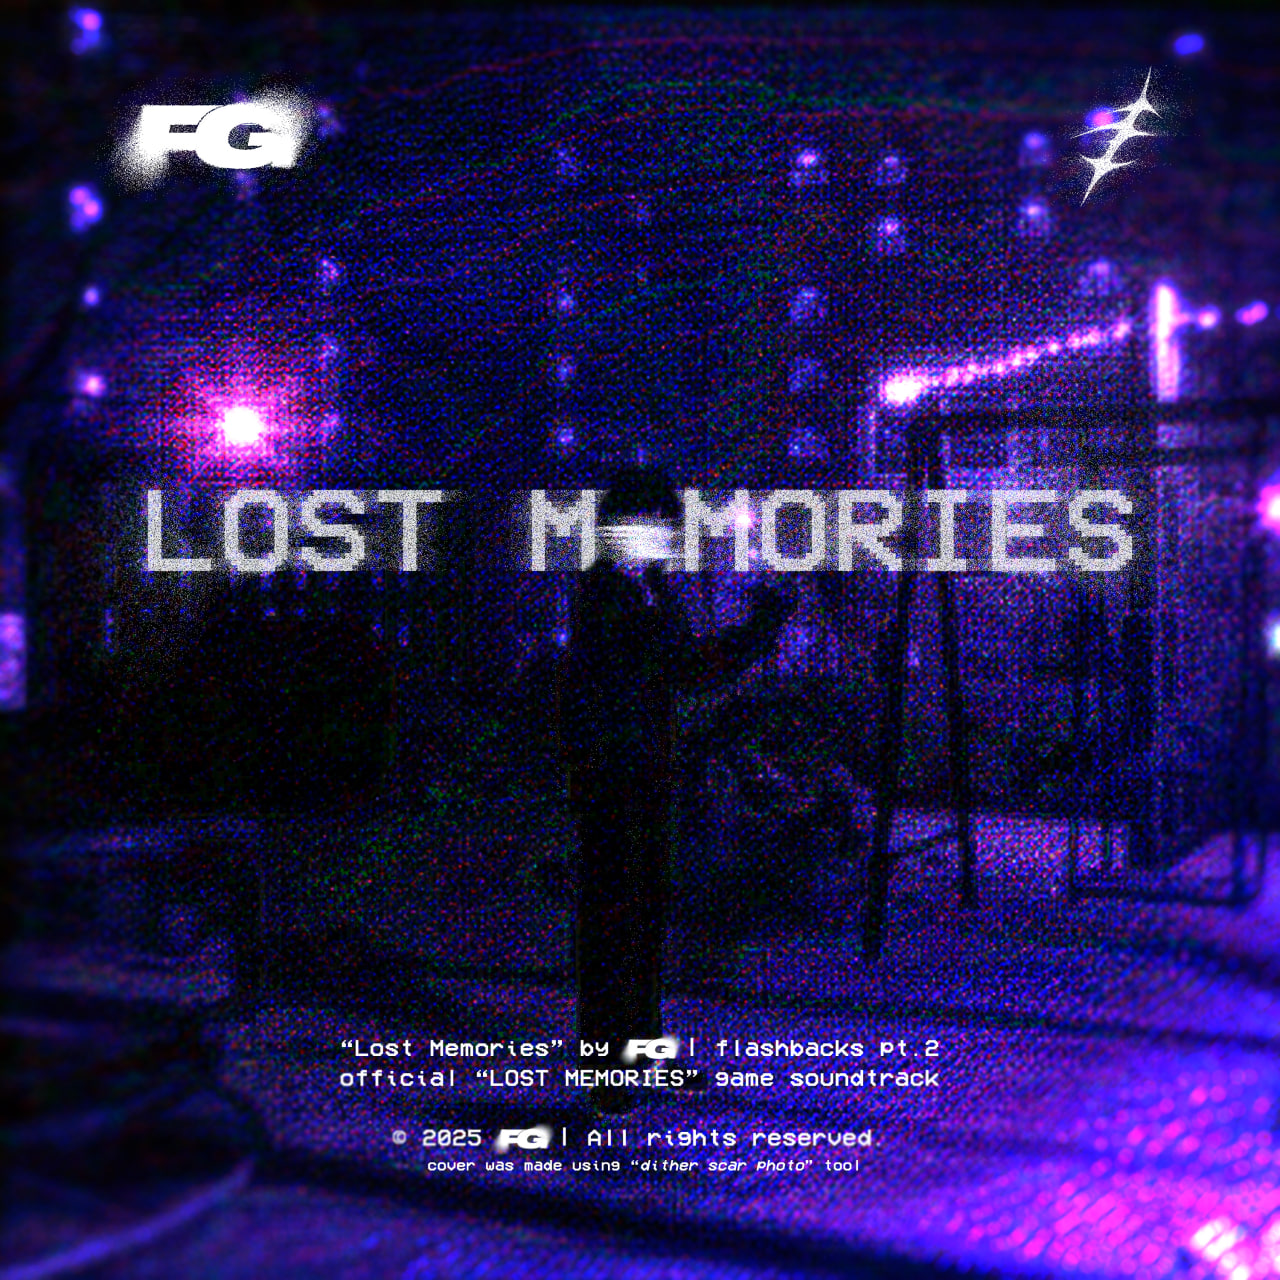 FG
LOST M MORIES
“Lost Memories” by FG | flashbacks pt.2
official “LOST MEMORIES” game soundtrack
© 2025 FG | All rights reserved.
cover was made using “dither scar photo” tool